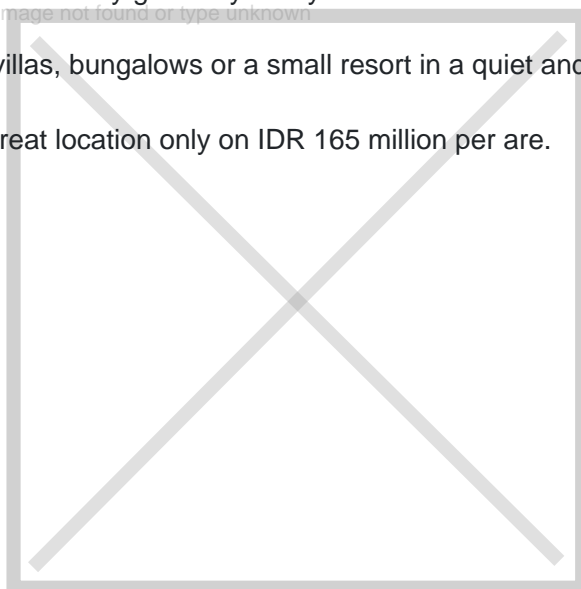 Image not found or type unknown
villas, bungalows or a small resort in a quiet and
reat location only on IDR 165 million per are.